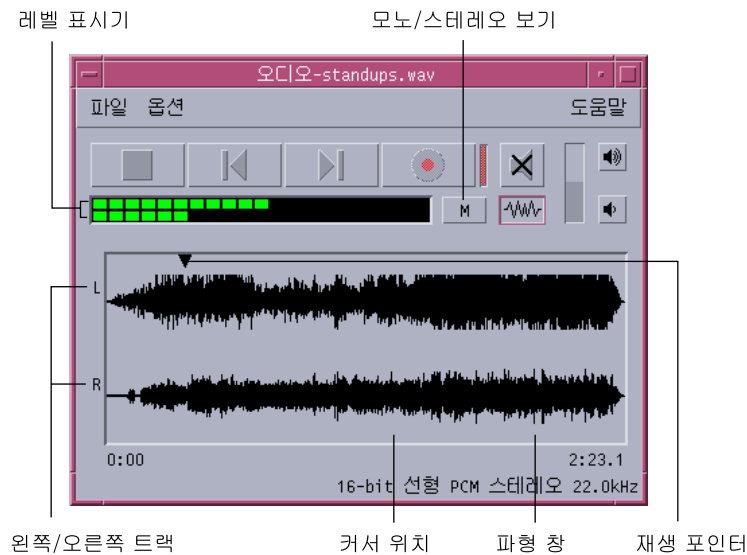 레벨 표시기
모노/스테레오 보기
오디오-standups.wav
파일 옵션 도움말
M
L
R
0:00 2:23.1
16-bit 선형 PCM 스테레오 22.0kHz
왼쪽/오른쪽 트랙 커서 위치 파형 창 재생 포인터